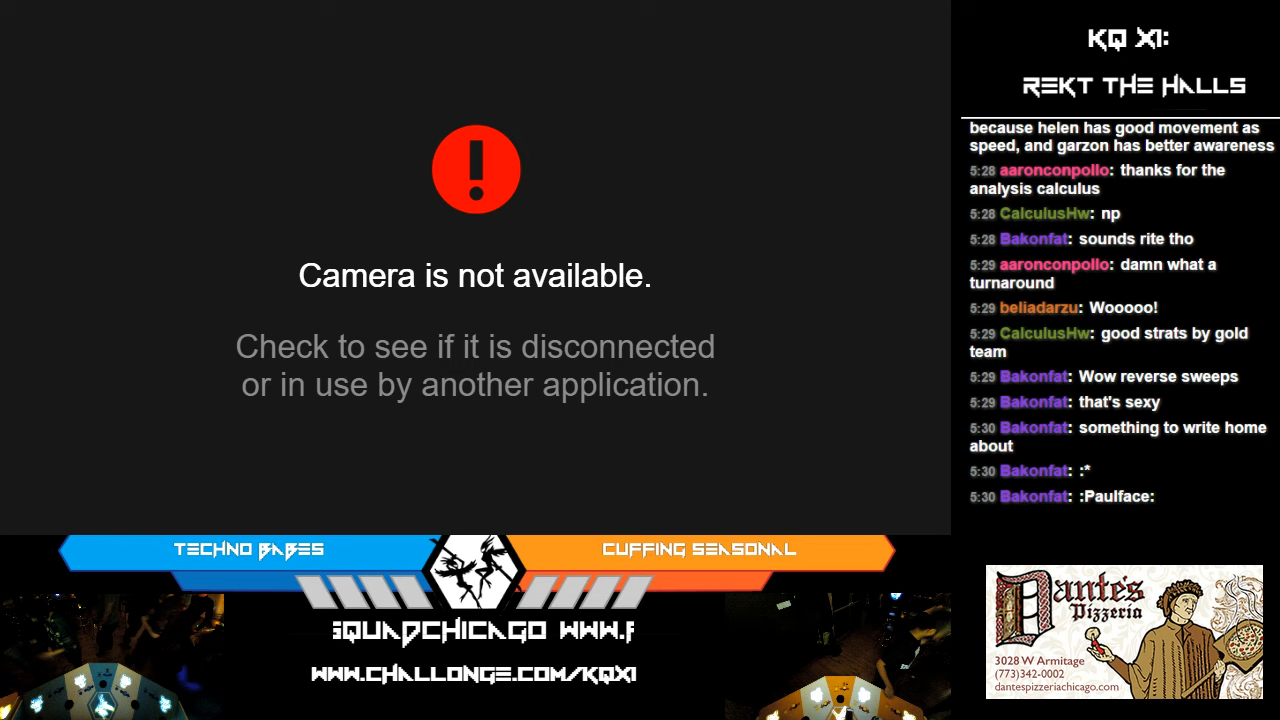 Camera is not available.
Check to see if it is disconnected
or in use by another application.
TECHNO BABES
CUFFING SEASONAL
SQUADCHICAGO WWW.F
WWW.CHALLONGE.COM/KQXI
KQ XI:
REKT THE HALLS
because helen has good movement as
speed, and garzon has better awareness
5:28 aaronconpollo: thanks for the
analysis calculus
5:28 CalculusHw: np
5:28 Bakonfat: sounds rite tho
5:29 aaronconpollo: damn what a
turnaround
5:29 beliadarzu: Wooooo!
5:29 CalculusHw: good strats by gold
team
5:29 Bakonfat: Wow reverse sweeps
5:29 Bakonfat: that's sexy
5:30 Bakonfat: something to write home
about
5:30 Bakonfat: :*
5:30 Bakonfat: :Paulface:
Dante's
Pizzeria
3028 W Armitage
(773)342-0002
dantespizzeriachicago.com